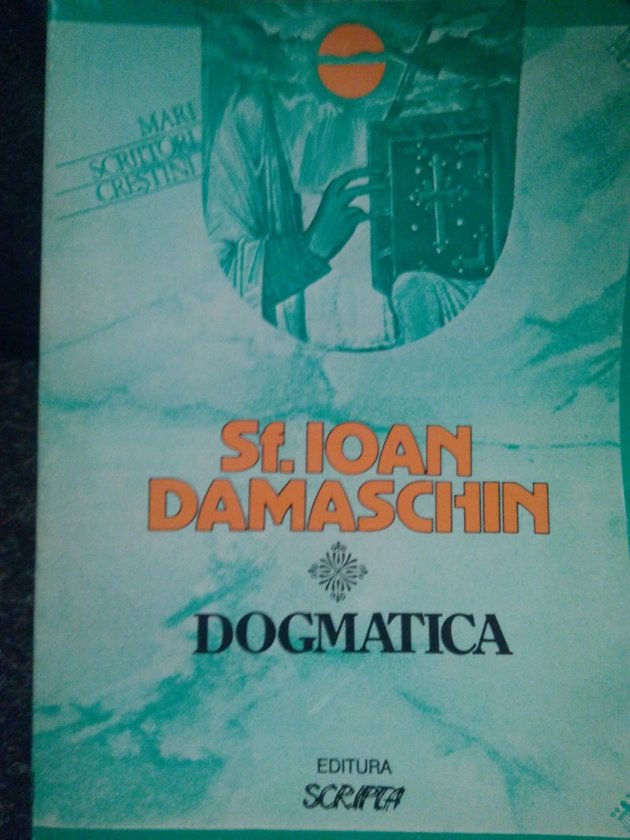 MARI
SCRIITORI
CREȘTINI
Sf. IOAN
DAMASCHIN
DOGMATICA
EDITURA
SCRIPTA